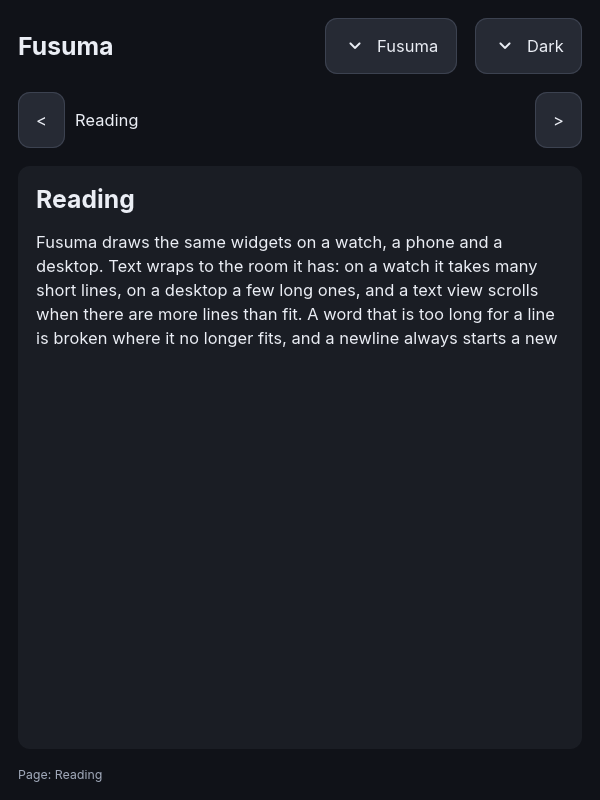 Fusuma
Fusuma
Dark
<
Reading
>
Reading
Fusuma draws the same widgets on a watch, a phone and a
desktop. Text wraps to the room it has: on a watch it takes many
short lines, on a desktop a few long ones, and a text view scrolls
when there are more lines than fit. A word that is too long for a line
is broken where it no longer fits, and a newline always starts a new
Page: Reading